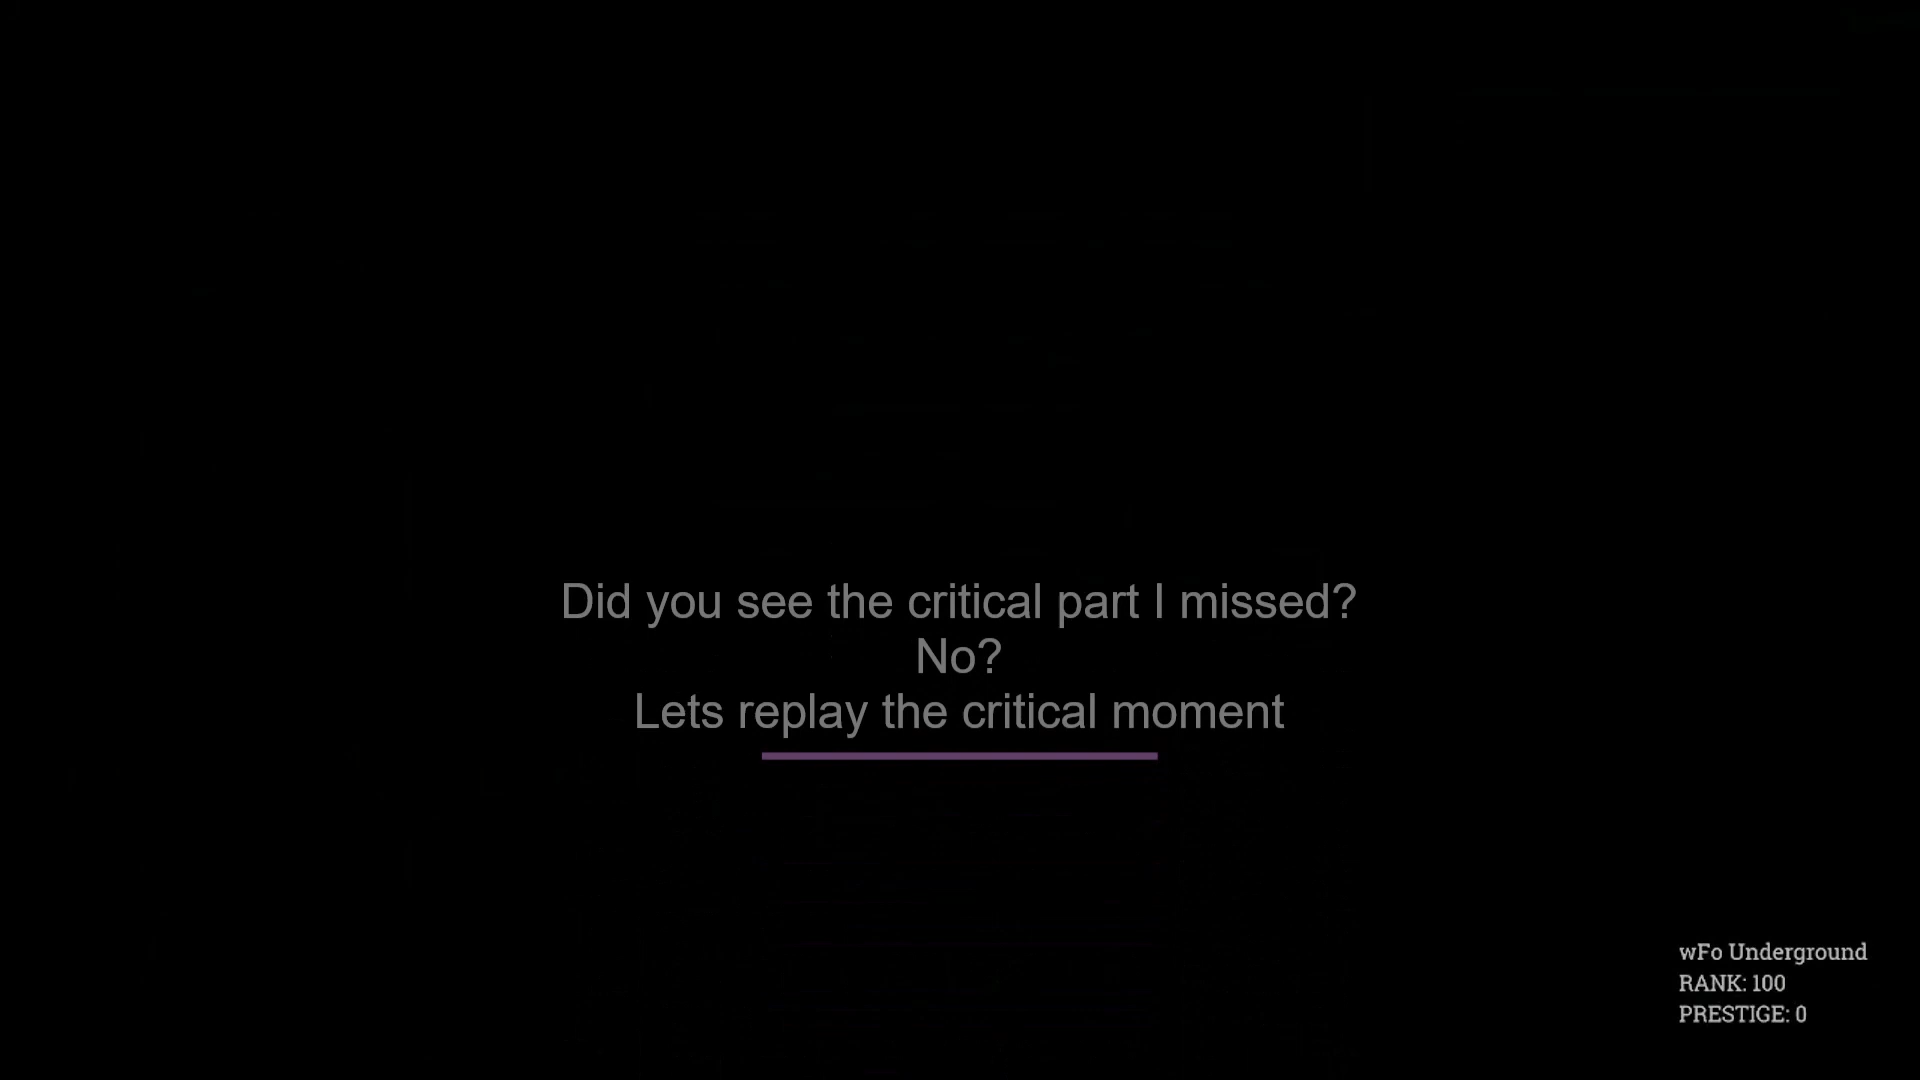 Did you see the critical part I missed?
No?
Lets replay the critical moment
wFo Underground
RANK: 100
PRESTIGE: 0